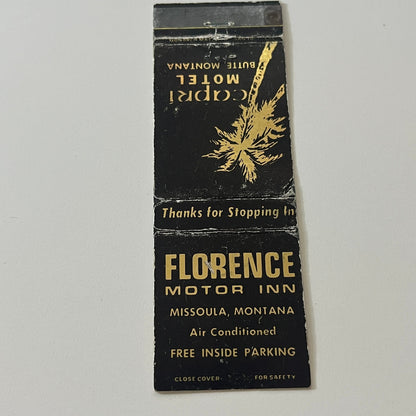 capri
MOTEL
BUTTE MONTANA
Thanks for Stopping In
FLORENCE
MOTOR INN
MISSOULA, MONTANA
Air Conditioned
FREE INSIDE PARKING
CLOSE COVER FOR SAFETY